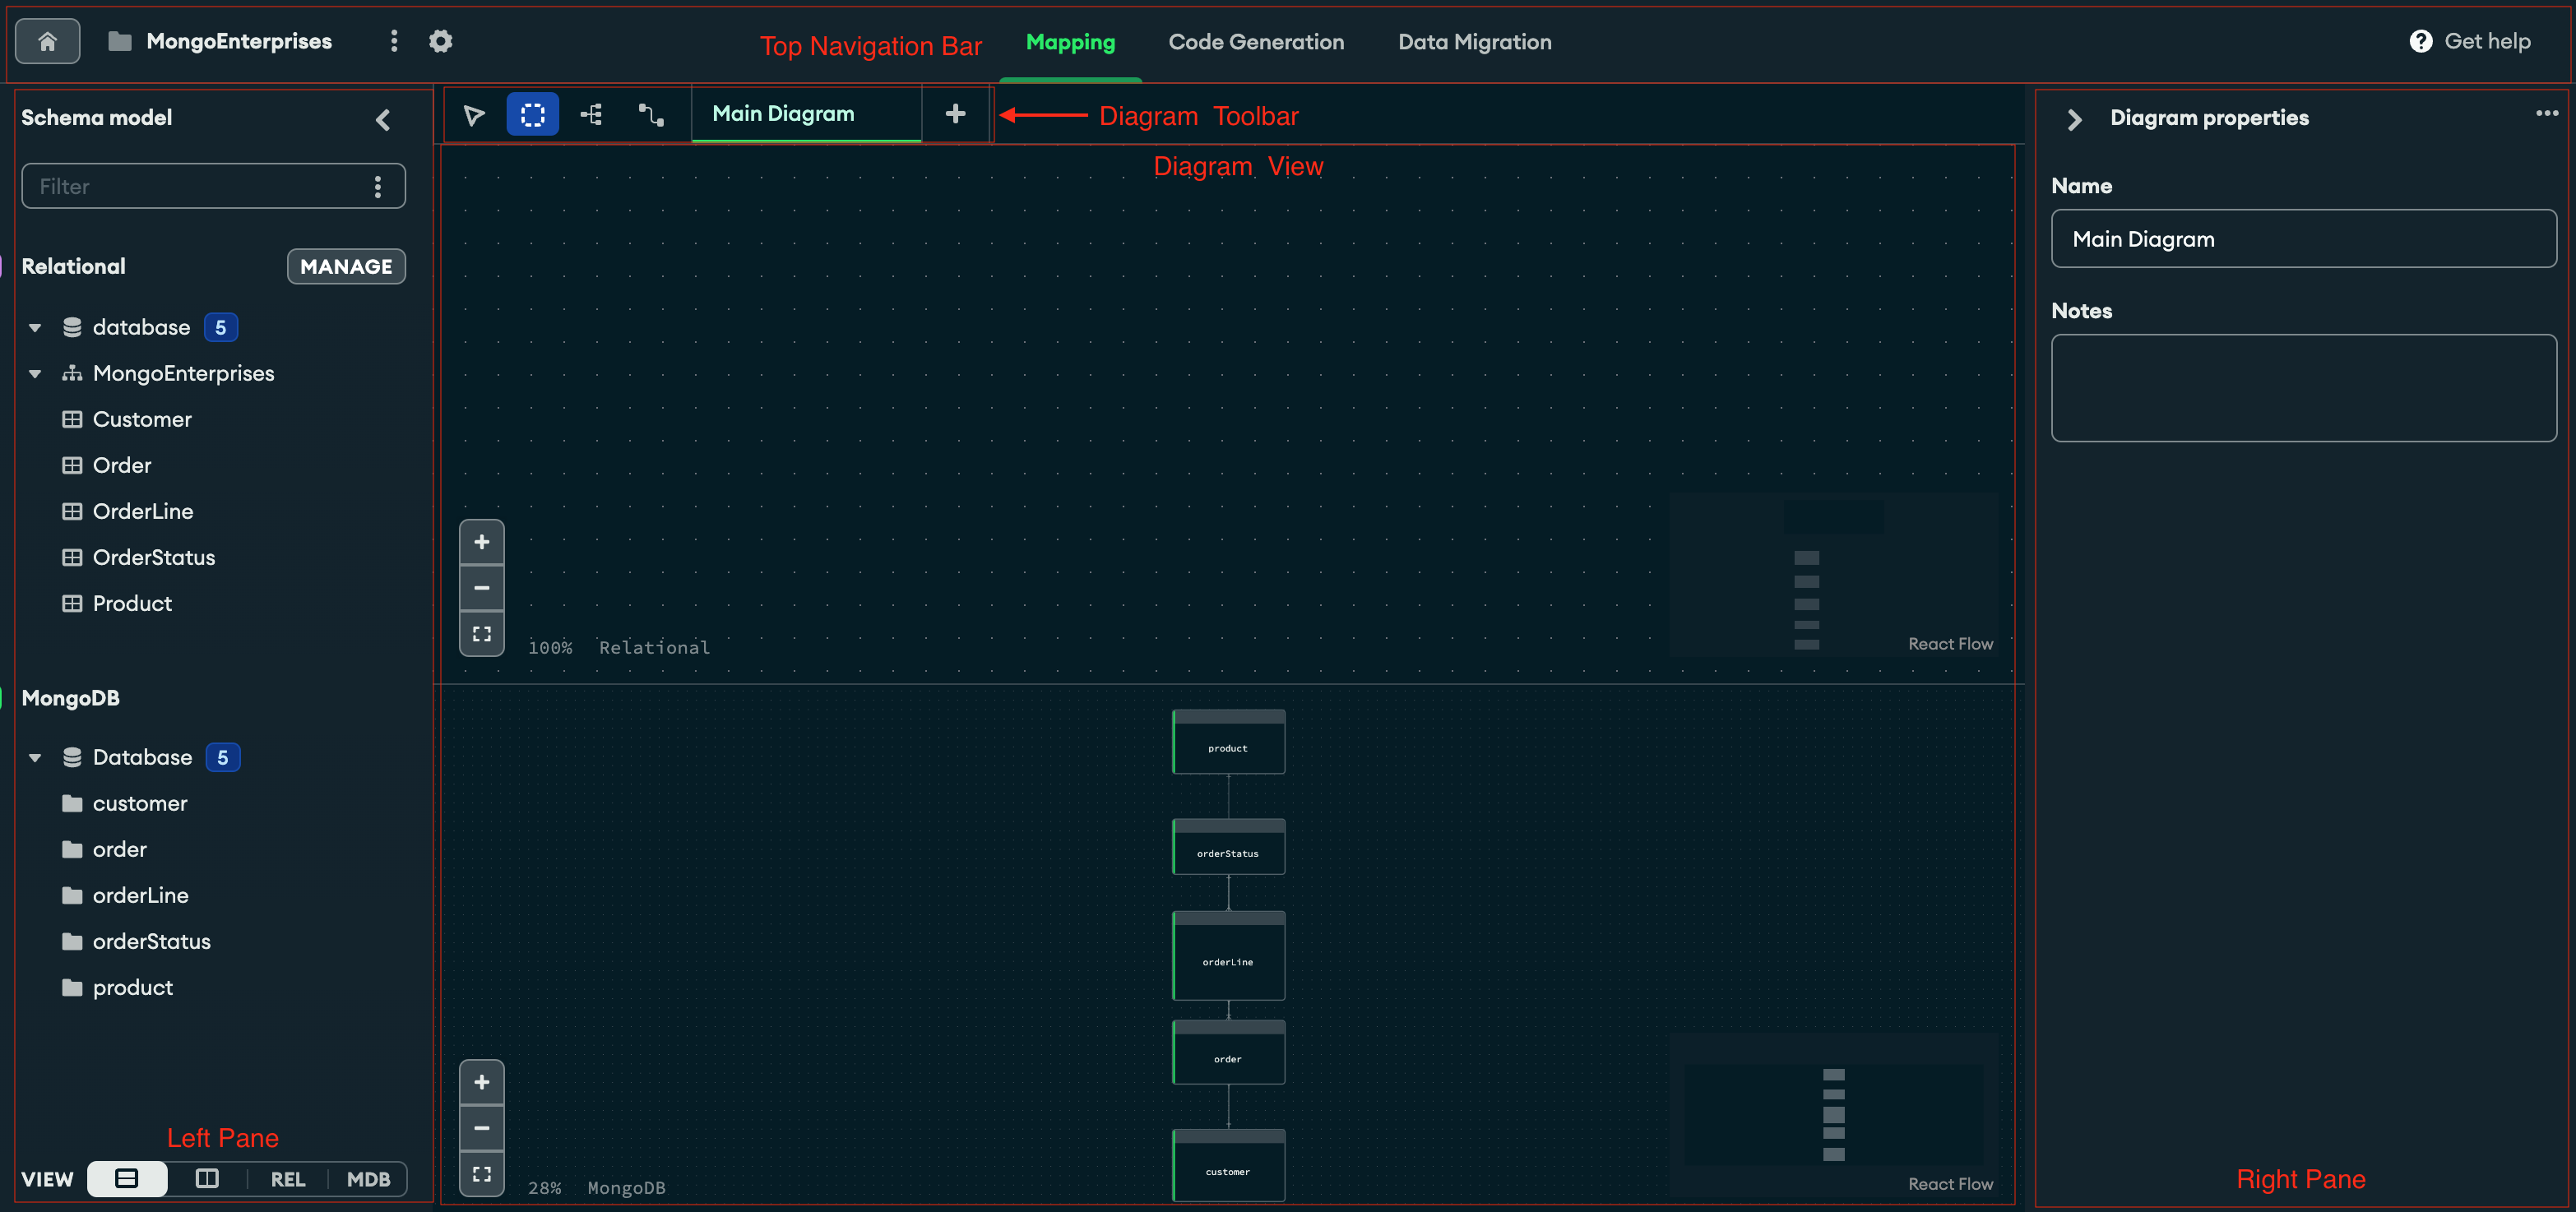 MongoEnterprises
Top Navigation Bar
Mapping
Code Generation
Data Migration
Get help
Schema model
Filter
Relational
MANAGE
database 5
MongoEnterprises
Customer
Order
OrderLine
OrderStatus
Product
MongoDB
Database 5
customer
order
orderLine
orderStatus
product
Left Pane
VIEW
REL
MDB
Main Diagram
Diagram Toolbar
Diagram View
100% Relational
React Flow
product
orderStatus
orderLine
order
customer
28% MongoDB
React Flow
Diagram properties
Name
Main Diagram
Notes
Right Pane